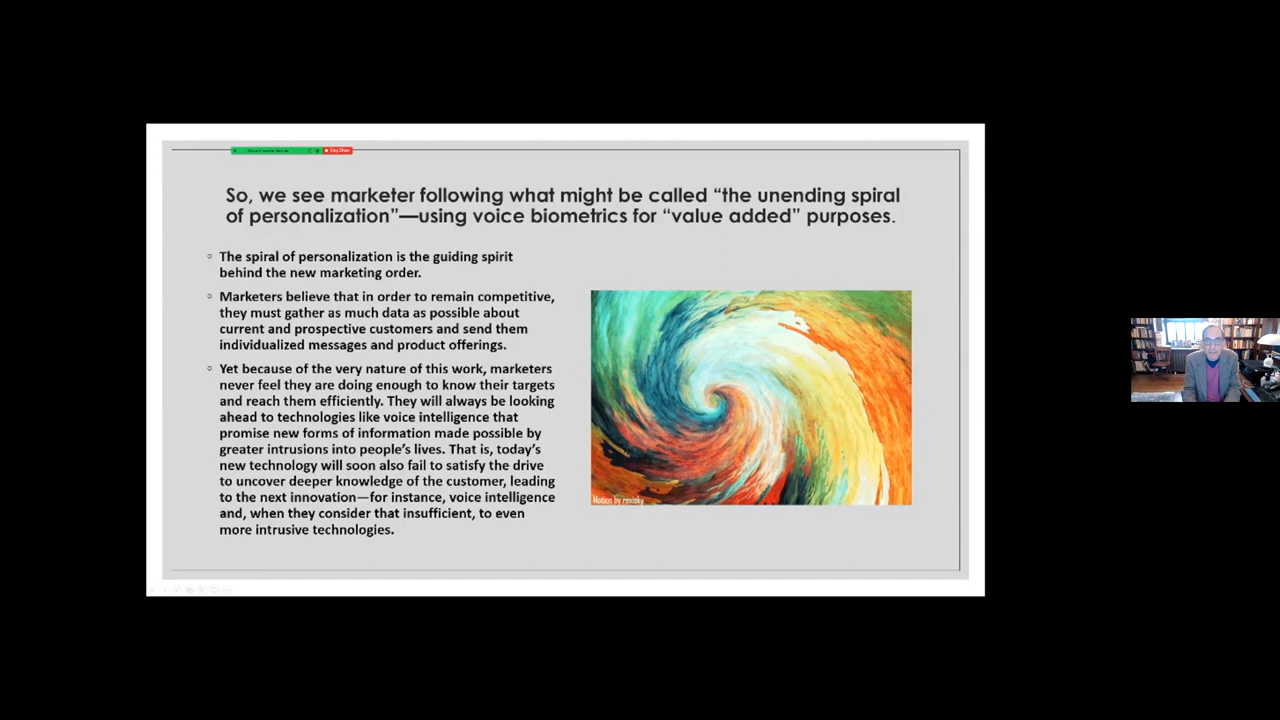 So, we see marketer following what might be called “the unending spiral
of personalization”—using voice biometrics for “value added” purposes.
The spiral of personalization is the guiding spirit
behind the new marketing order.
Marketers believe that in order to remain competitive,
they must gather as much data as possible about
current and prospective customers and send them
individualized messages and product offerings.
Yet because of the very nature of this work, marketers
never feel they are doing enough to know their targets
and reach them efficiently. They will always be looking
ahead to technologies like voice intelligence that
promise new forms of information made possible by
greater intrusions into people’s lives. That is, today’s
new technology will soon also fail to satisfy the drive
to uncover deeper knowledge of the customer, leading
to the next innovation—for instance, voice intelligence
and, when they consider that insufficient, to even
more intrusive technologies.
Motion by rexisky